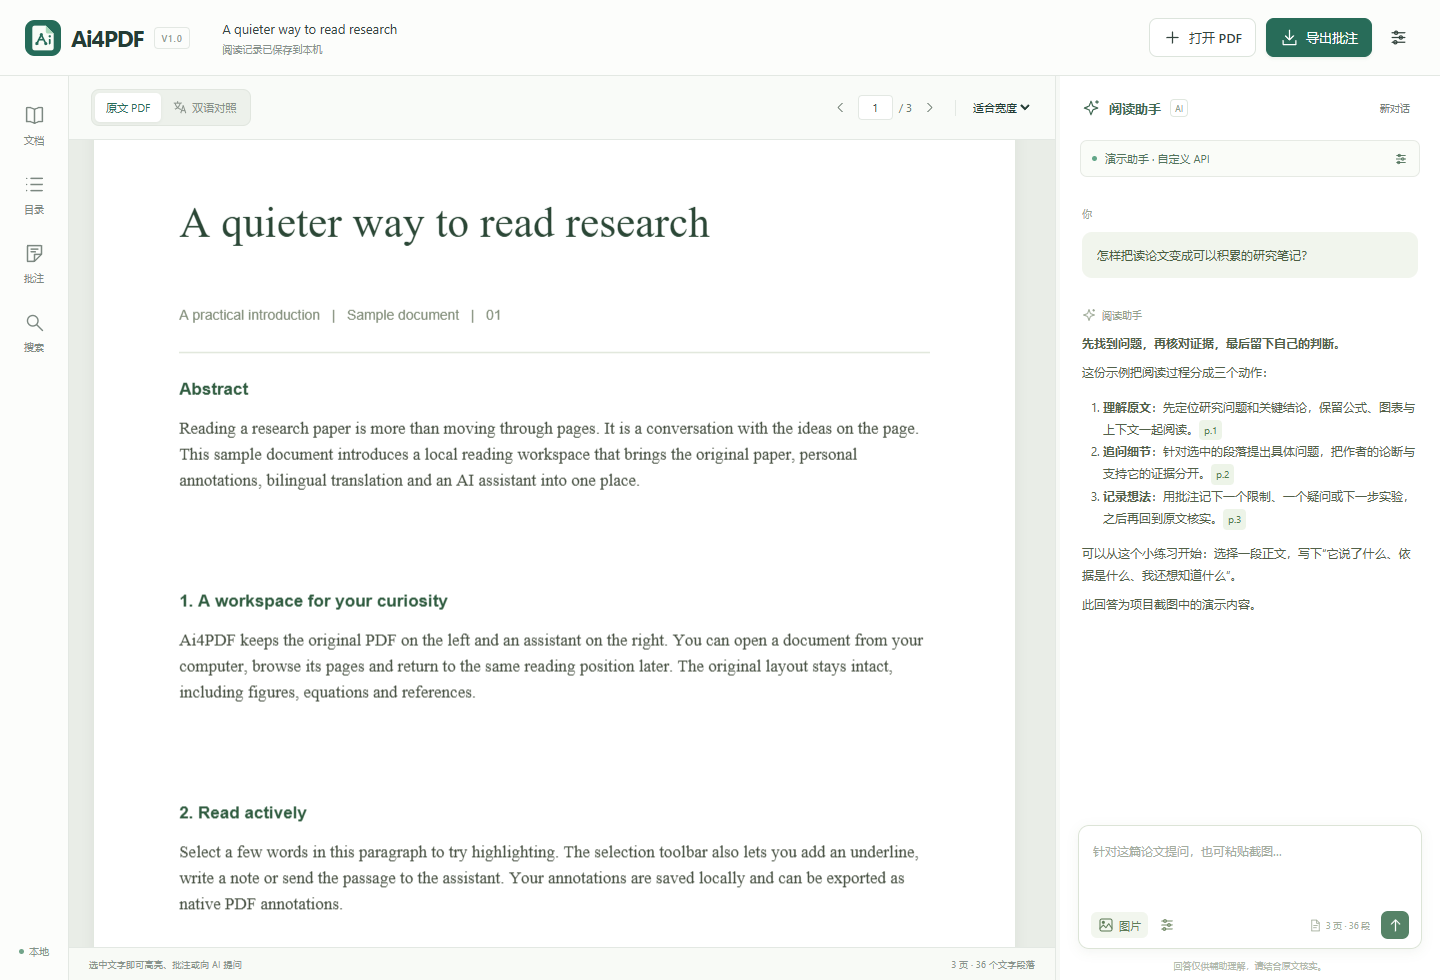 Ai4PDF
V1.0
A quieter way to read research
阅读记录已保存到本机
打开 PDF
导出批注
文档
目录
批注
搜索
本地
原文 PDF
双语对照
1 / 3
适合宽度
A quieter way to read research
A practical introduction | Sample document | 01
Abstract
Reading a research paper is more than moving through pages. It is a conversation with the ideas on the page.
This sample document introduces a local reading workspace that brings the original paper, personal
annotations, bilingual translation and an AI assistant into one place.
1. A workspace for your curiosity
Ai4PDF keeps the original PDF on the left and an assistant on the right. You can open a document from your
computer, browse its pages and return to the same reading position later. The original layout stays intact,
including figures, equations and references.
2. Read actively
Select a few words in this paragraph to try highlighting. The selection toolbar also lets you add an underline,
write a note or send the passage to the assistant. Your annotations are saved locally and can be exported as
native PDF annotations.
选中文字即可高亮、批注或向 AI 提问
3 页 · 36 个文字段落
阅读助手
AI
新对话
演示助手 · 自定义 API
你
怎样把读论文变成可以积累的研究笔记？
阅读助手
先找到问题，再核对证据，最后留下自己的判断。
这份示例把阅读过程分成三个动作：
1. 理解原文：先定位研究问题和关键结论，保留公式、图表与
上下文一起阅读。 p.1
2. 追问细节：针对选中的段落提出具体问题，把作者的论断与
支持它的证据分开。 p.2
3. 记录想法：用批注记下一个限制、一个疑问或下一步实验，
之后再回到原文核实。 p.3
可以从这个小练习开始：选择一段正文，写下“它说了什么、依
据是什么、我还想知道什么”。
此回答为项目截图中的演示内容。
针对这篇论文提问，也可粘贴截图...
图片
3 页 · 36 段
回答仅供辅助理解，请结合原文核实。